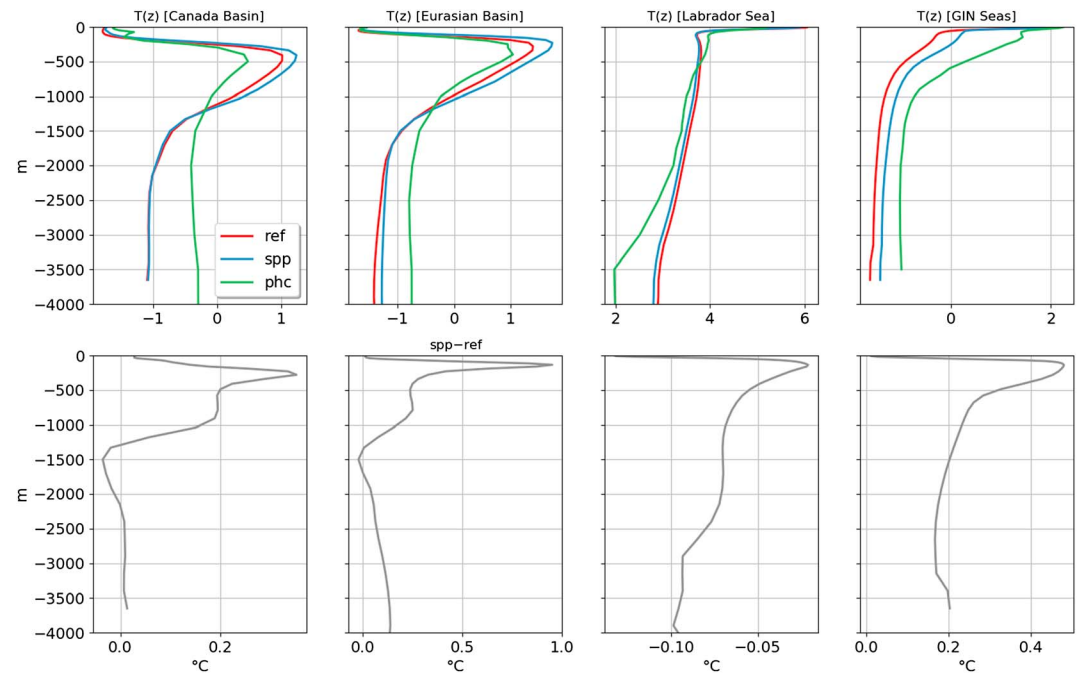 T(z) [Canada Basin]
T(z) [Eurasian Basin]
T(z) [Labrador Sea]
T(z) [GIN Seas]
0
−500
−1000
−1500
−2000
−2500
−3000
−3500
−4000
m
ref
spp
phc
−1 0 1
−1 0 1
2 4 6
0 2
spp−ref
0
−500
−1000
−1500
−2000
−2500
−3000
−3500
−4000
m
0.0 0.2
0.0 0.5 1.0
−0.10 −0.05
0.0 0.2 0.4
°C
°C
°C
°C